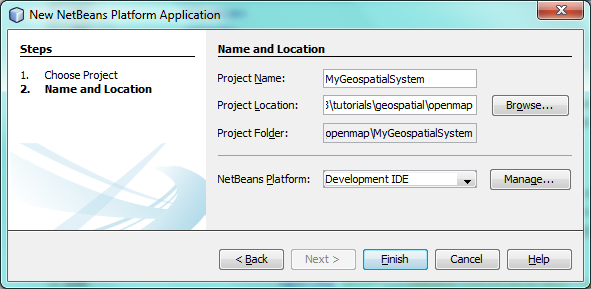 New NetBeans Platform Application
Steps
1. Choose Project
2. Name and Location
Name and Location
Project Name: MyGeospatialSystem
Project Location: 3\tutorials\geospatial\openmap Browse...
Project Folder: openmap\MyGeospatialSystem
NetBeans Platform: Development IDE Manage...
< Back Next > Finish Cancel Help